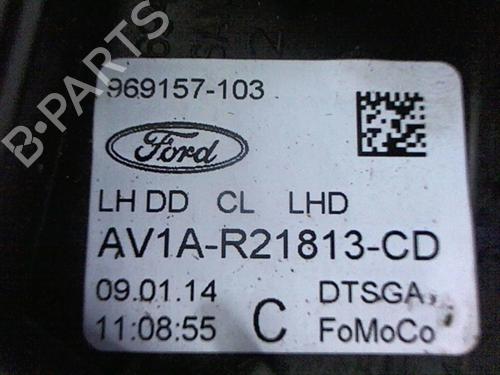 969157-103
Ford
LH DD CL LHD
AV1A-R21813-CD
09.01.14 DTSGA
11:08:55 C FoMoCo
B-PARTS